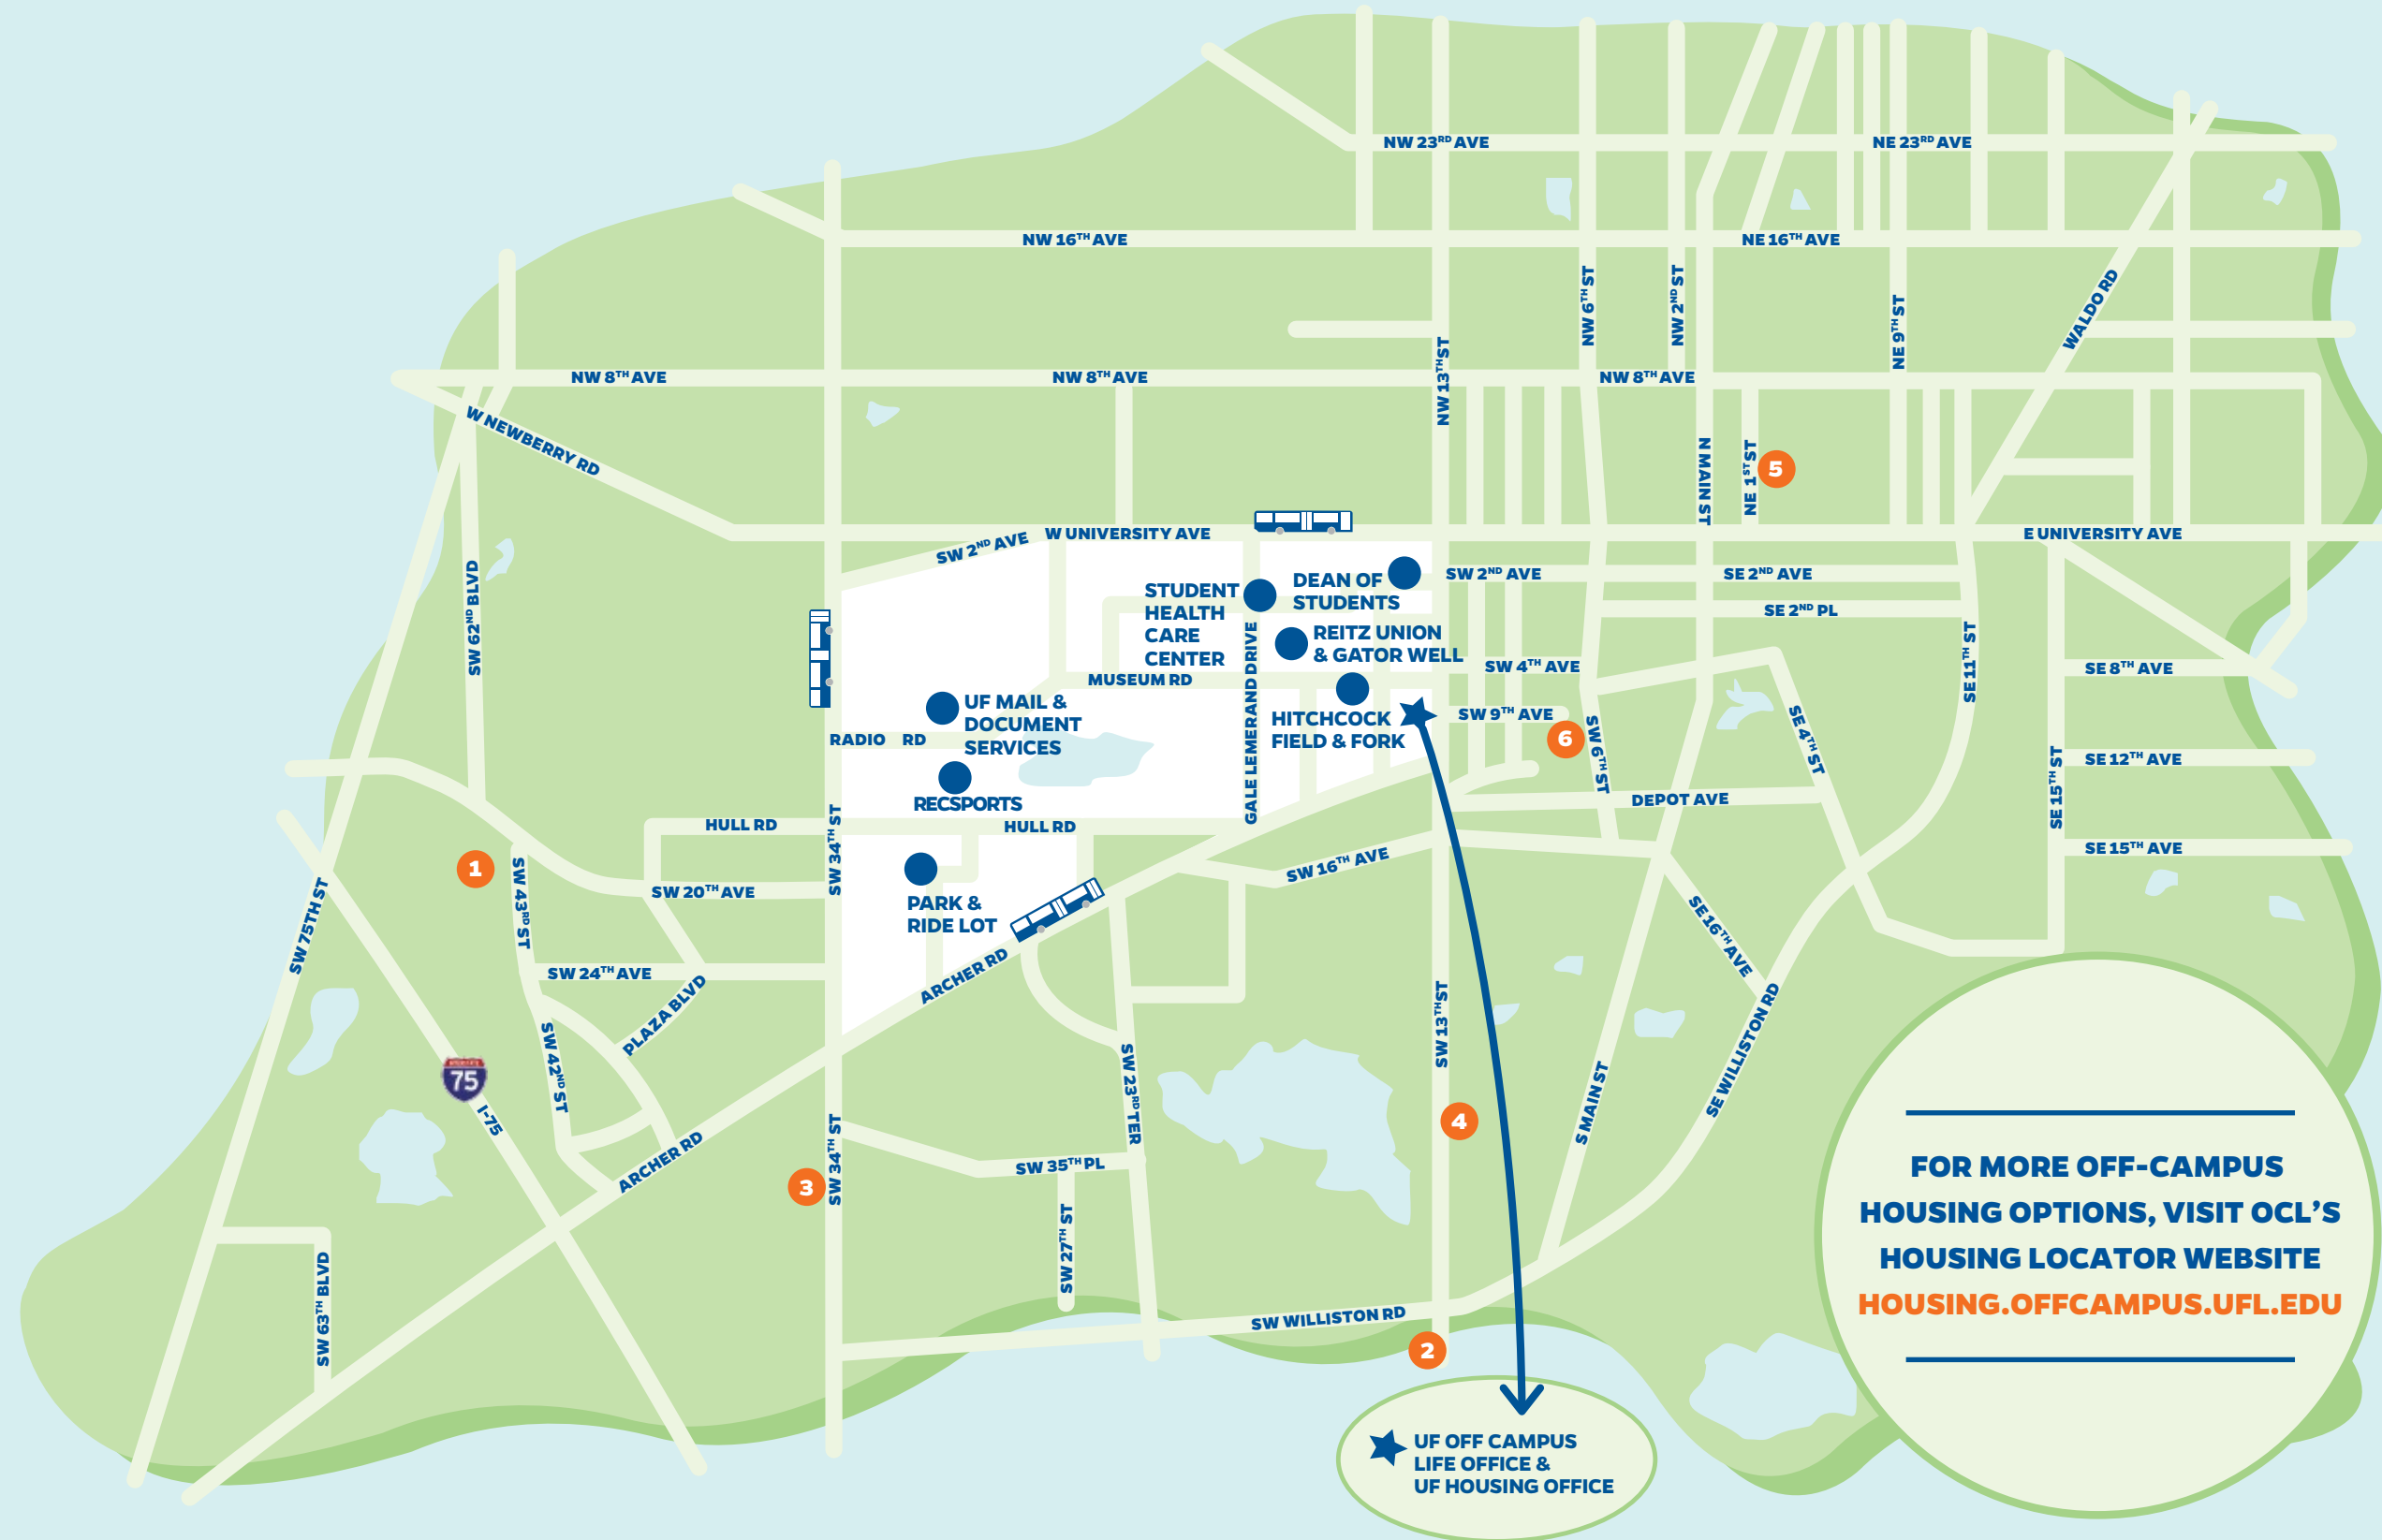 NW 23RD AVE
NE 23RD AVE
NW 16TH AVE
NE 16TH AVE
NW 6TH ST
NW 2ND ST
NE 9TH ST
WALDO RD
NW 13TH ST
NW 8TH AVE
NW 8TH AVE
NW 8TH AVE
W NEWBERRY RD
N MAIN ST
NE 1ST ST
5
SW 2ND AVE
W UNIVERSITY AVE
E UNIVERSITY AVE
SW 62ND BLVD
STUDENT
HEALTH
CARE
CENTER
DEAN OF
STUDENTS
SW 2ND AVE
SE 2ND AVE
SE 2ND PL
REITZ UNION
& GATOR WELL
SW 4TH AVE
SE 11TH ST
SE 8TH AVE
MUSEUM RD
GALE LEMERAND DRIVE
UF MAIL &
DOCUMENT
SERVICES
HITCHCOCK
FIELD & FORK
SW 9TH AVE
6
SW 6TH ST
SE 4TH ST
RADIO RD
SE 15TH ST
SE 12TH AVE
RECSPORTS
DEPOT AVE
HULL RD
HULL RD
SW 34TH ST
SE 15TH AVE
1
SW 43RD ST
SW 20TH AVE
SW 16TH AVE
PARK &
RIDE LOT
SW 75TH ST
SE 16TH AVE
SW 24TH AVE
ARCHER RD
PLAZA BLVD
SW 13TH ST
SE WILLISTON RD
SW 42ND ST
SW 23RD TER
S MAIN ST
INTERSTATE
75
I-75
4
ARCHER RD
SW 34TH ST
3
SW 35TH PL
SW 27TH ST
SW 63TH BLVD
SW WILLISTON RD
2
FOR MORE OFF-CAMPUS
HOUSING OPTIONS, VISIT OCL'S
HOUSING LOCATOR WEBSITE
HOUSING.OFFCAMPUS.UFL.EDU
UF OFF CAMPUS
LIFE OFFICE &
UF HOUSING OFFICE